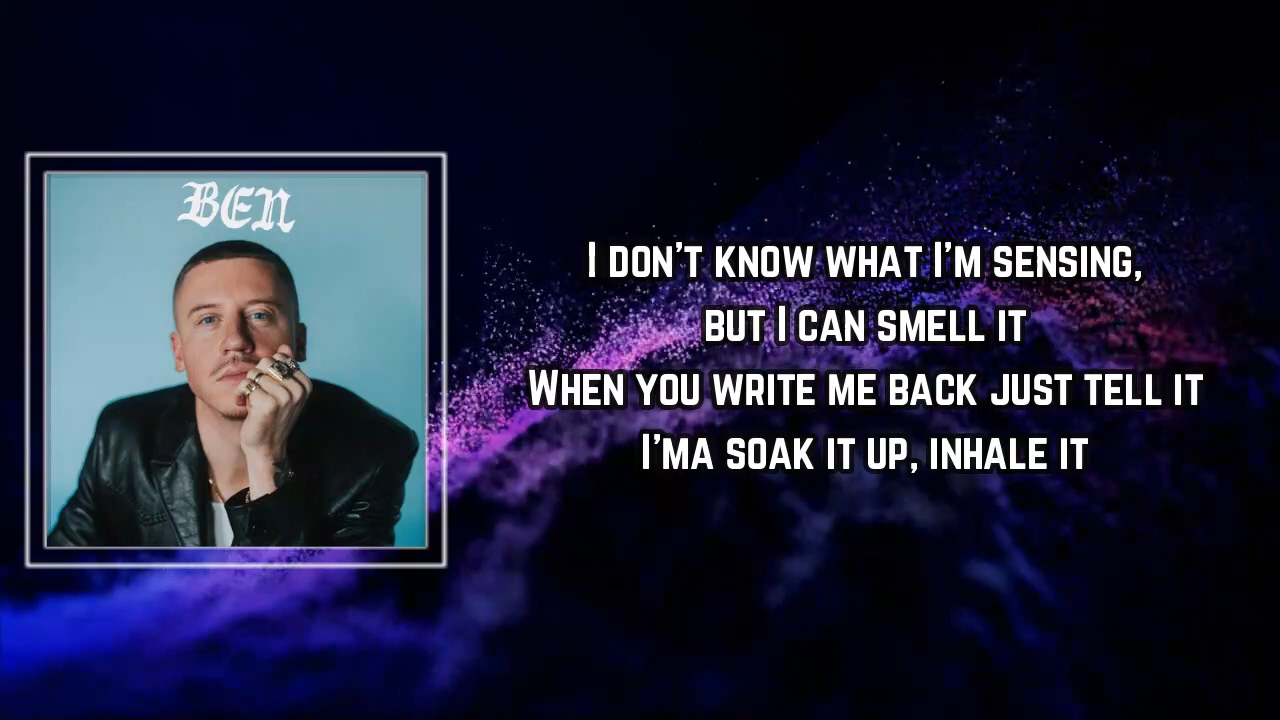 BEN
I DON'T KNOW WHAT I'M SENSING,
BUT I CAN SMELL IT
WHEN YOU WRITE ME BACK JUST TELL IT
I'MA SOAK IT UP, INHALE IT